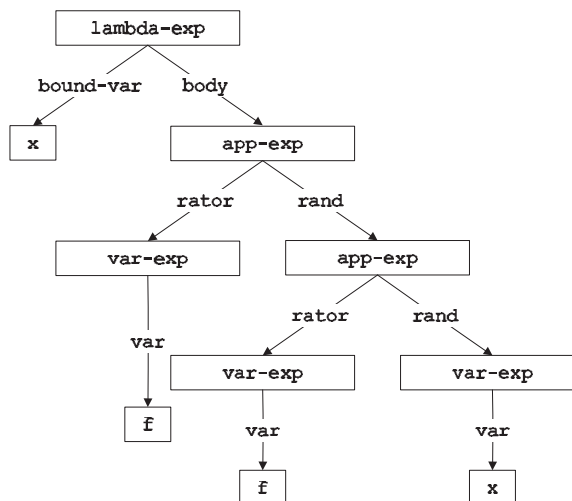 lambda-exp
bound-var body
x app-exp
rator rand
var-exp app-exp
var rator rand
var-exp var-exp
f var var
f x